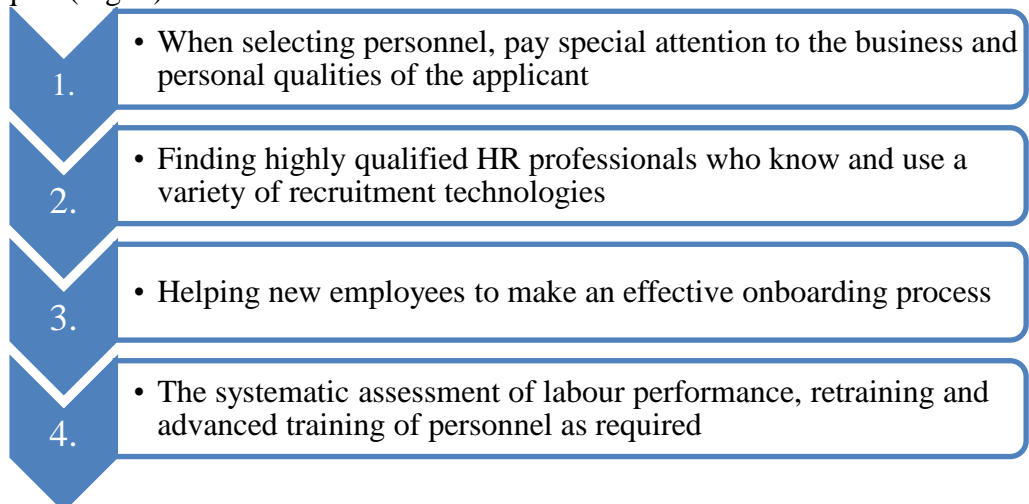 1.
• When selecting personnel, pay special attention to the business and
personal qualities of the applicant
2.
• Finding highly qualified HR professionals who know and use a
variety of recruitment technologies
3.
• Helping new employees to make an effective onboarding process
4.
• The systematic assessment of labour performance, retraining and
advanced training of personnel as required